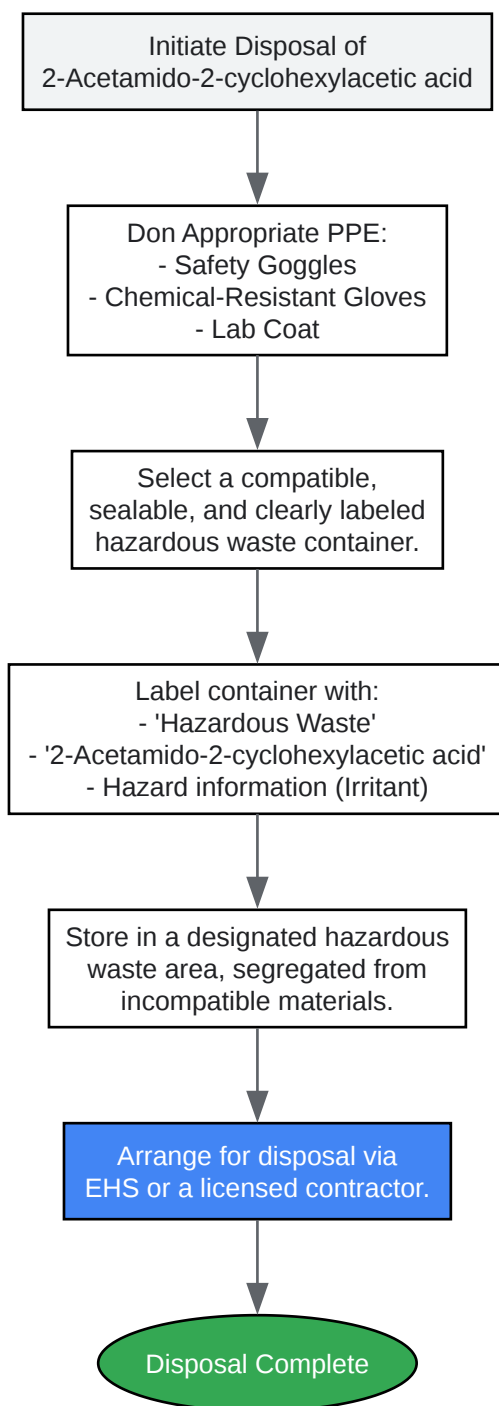 Initiate Disposal of
2-Acetamido-2-cyclohexylacetic acid
Don Appropriate PPE:
- Safety Goggles
- Chemical-Resistant Gloves
- Lab Coat
Select a compatible,
sealable, and clearly labeled
hazardous waste container.
Label container with:
- 'Hazardous Waste'
- '2-Acetamido-2-cyclohexylacetic acid'
- Hazard information (Irritant)
Store in a designated hazardous
waste area, segregated from
incompatible materials.
Arrange for disposal via
EHS or a licensed contractor.
Disposal Complete